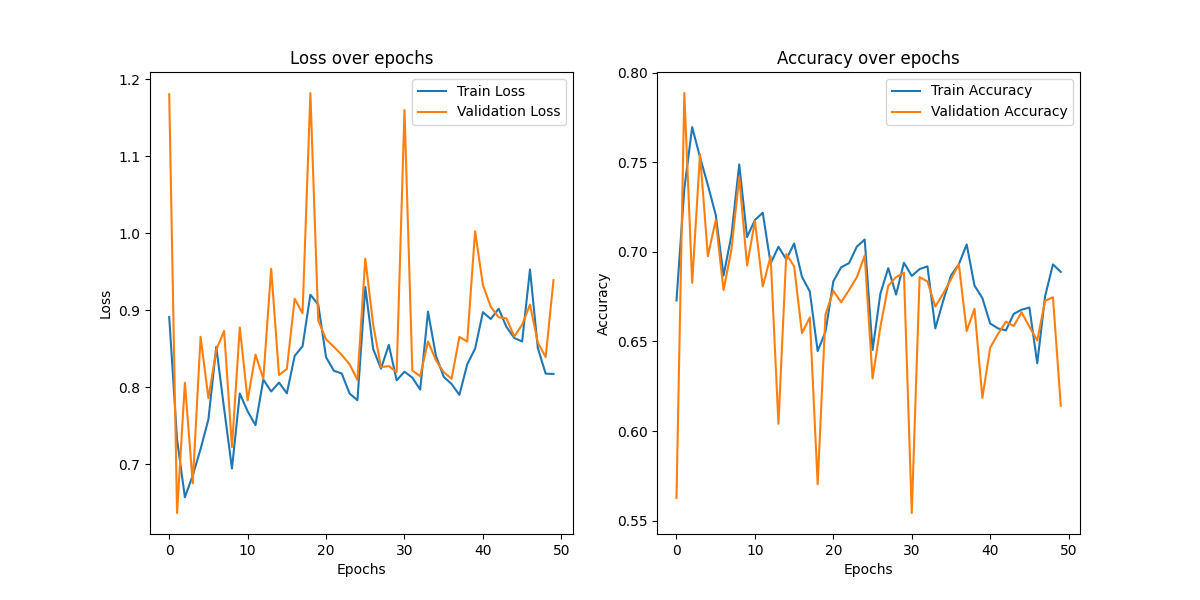 Loss over epochs
Train Loss
Validation Loss
1.2
1.1
1.0
0.9
0.8
0.7
Loss
0 10 20 30 40 50
Epochs
Accuracy over epochs
Train Accuracy
Validation Accuracy
0.80
0.75
0.70
0.65
0.60
0.55
Accuracy
0 10 20 30 40 50
Epochs